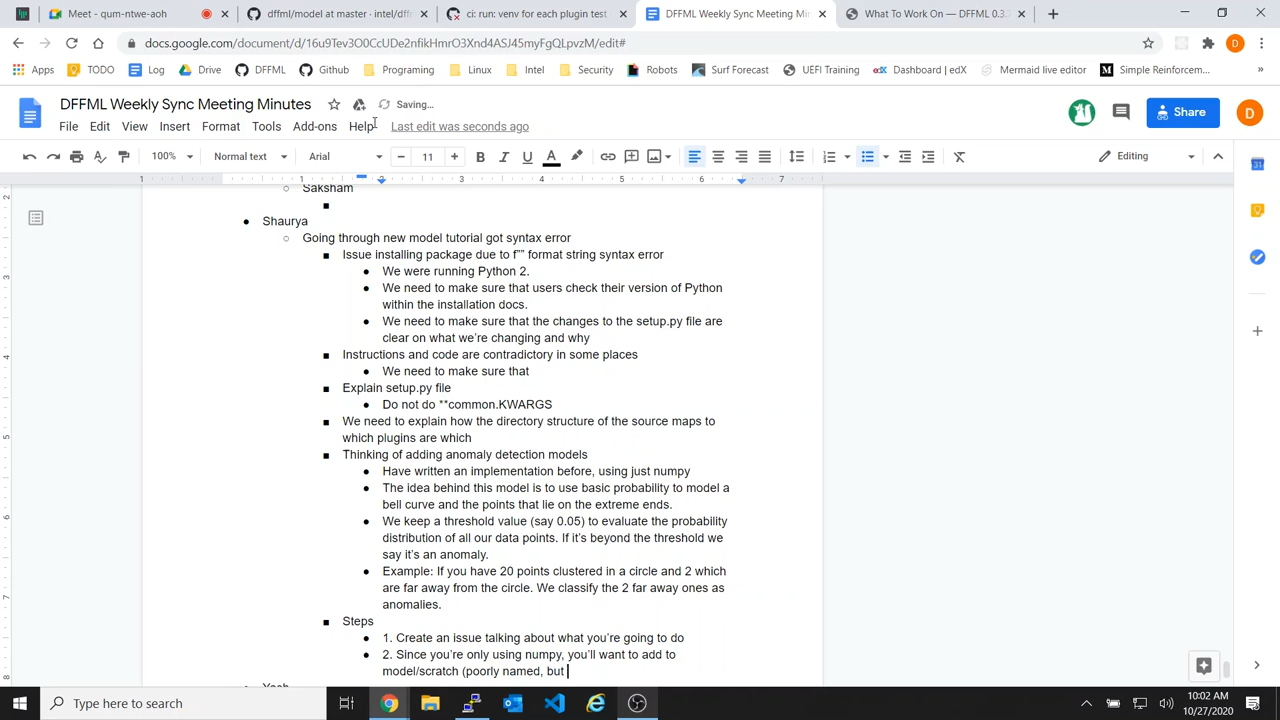 Meet - qum-ntwe-aoh
dffml/model at master · intel/dffm
ci: run: venv for each plugin test
DFFML Weekly Sync Meeting Minu
What To Work On — DFFML 0.3.
docs.google.com/document/d/16u9Tev3O0CcUDe2nfikHmrO3Xnd4ASJ45myFgQLpvzM/edit#
D
Apps TODO Log Drive DFFML Github Programing Linux Intel Security Robots Surf Forecast UEFI Training Dashboard | edX Mermaid live editor Simple Reinforcem... »
DFFML Weekly Sync Meeting Minutes
Saving...
Share
D
File Edit View Insert Format Tools Add-ons Help Last edit was seconds ago
100% Normal text Arial 11 Editing
1 1 2 3 4 5 6 7
Saksham
Shaurya
Going through new model tutorial got syntax error
Issue installing package due to f"" format string syntax error
We were running Python 2.
We need to make sure that users check their version of Python
within the installation docs.
We need to make sure that the changes to the setup.py file are
clear on what we're changing and why
Instructions and code are contradictory in some places
We need to make sure that
Explain setup.py file
Do not do **common.KWARGS
We need to explain how the directory structure of the source maps to
which plugins are which
Thinking of adding anomaly detection models
Have written an implementation before, using just numpy
The idea behind this model is to use basic probability to model a
bell curve and the points that lie on the extreme ends.
We keep a threshold value (say 0.05) to evaluate the probability
distribution of all our data points. If it's beyond the threshold we
say it's an anomaly.
Example: If you have 20 points clustered in a circle and 2 which
are far away from the circle. We classify the 2 far away ones as
anomalies.
Steps
1. Create an issue talking about what you're going to do
2. Since you're only using numpy, you'll want to add to
model/scratch (poorly named, but
Yash
Type here to search
10:02 AM
10/27/2020